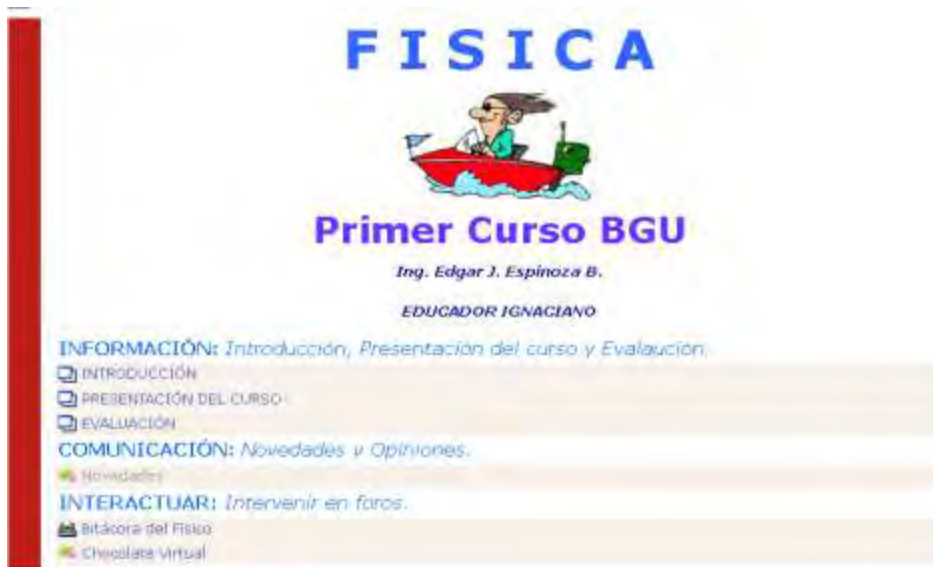 F I S I C A
Primer Curso BGU
Ing. Edgar J. Espinoza B.
EDUCADOR IGNACIANO
INFORMACIÓN: Introducción, Presentación del curso y Evalaución.
INTRODUCCIÓN
PRESENTACIÓN DEL CURSO
EVALUACIÓN
COMUNICACIÓN: Novedades y Opiniones.
Novedades
INTERACTUAR: Intervenir en foros.
Bitácora del Físico
Chocolate Virtual